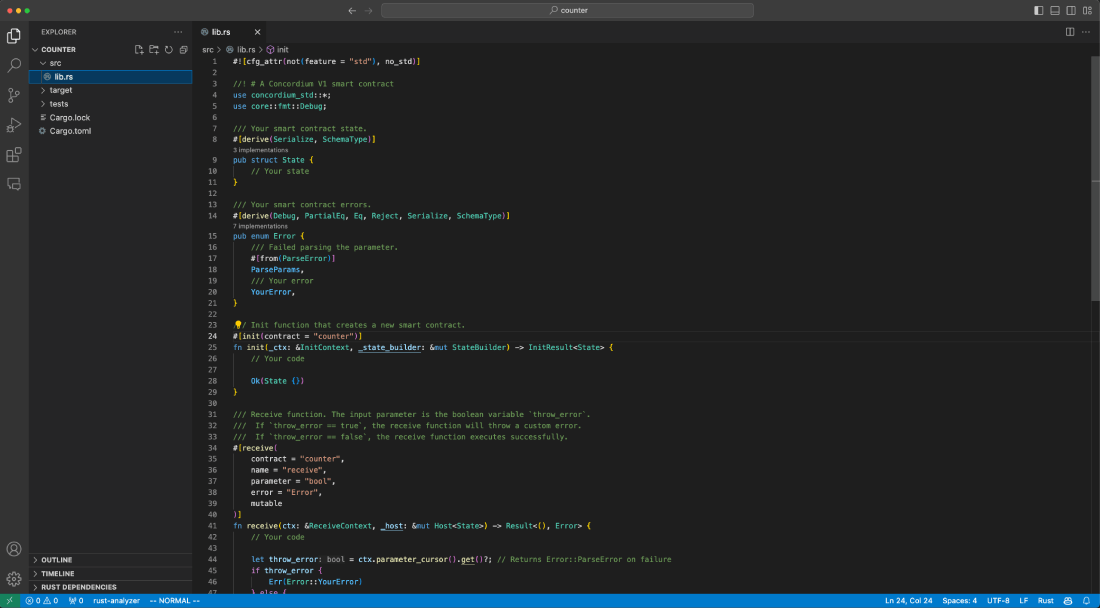 counter
EXPLORER
COUNTER
src
lib.rs
target
tests
Cargo.lock
Cargo.toml
OUTLINE
TIMELINE
RUST DEPENDENCIES
lib.rs
src > lib.rs > init
1 #![cfg_attr(not(feature = "std"), no_std)]
2
3 //! # A Concordium V1 smart contract
4 use concordium_std::*;
5 use core::fmt::Debug;
6
7 /// Your smart contract state.
8 #[derive(Serialize, SchemaType)]
3 implementations
9 pub struct State {
10 // Your state
11 }
12
13 /// Your smart contract errors.
14 #[derive(Debug, PartialEq, Eq, Reject, Serialize, SchemaType)]
7 implementations
15 pub enum Error {
16 /// Failed parsing the parameter.
17 #[from(ParseError)]
18 ParseParams,
19 /// Your error
20 YourError,
21 }
22
23 /// Init function that creates a new smart contract.
24 #[init(contract = "counter")]
25 fn init(_ctx: &InitContext, _state_builder: &mut StateBuilder) -> InitResult<State> {
26 // Your code
27
28 Ok(State {})
29 }
30
31 /// Receive function. The input parameter is the boolean variable `throw_error`.
32 /// If `throw_error == true`, the receive function will throw a custom error.
33 /// If `throw_error == false`, the receive function executes successfully.
34 #[receive(
35 contract = "counter",
36 name = "receive",
37 parameter = "bool",
38 error = "Error",
39 mutable
40 )]
41 fn receive(ctx: &ReceiveContext, _host: &mut Host<State>) -> Result<(), Error> {
42 // Your code
43
44 let throw_error: bool = ctx.parameter_cursor().get()?; // Returns Error::ParseError on failure
45 if throw_error {
46 Err(Error::YourError)
47 } else {
0 0 0 rust-analyzer -- NORMAL -- Ln 24, Col 24 Spaces: 4 UTF-8 LF Rust